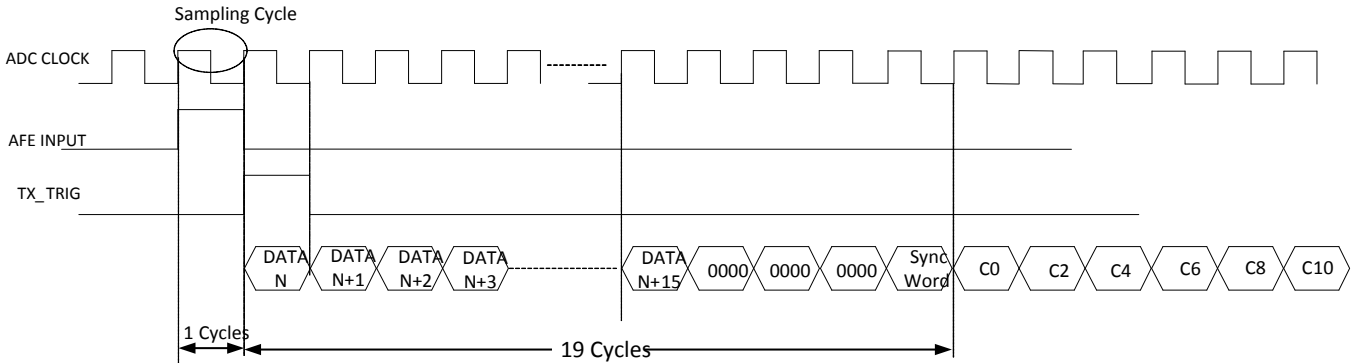 Sampling Cycle
ADC CLOCK
AFE INPUT
TX_TRIG
DATA
N
DATA
N+1
DATA
N+2
DATA
N+3
DATA
N+15
0000
0000
0000
Sync
Word
C0
C2
C4
C6
C8
C10
1 Cycles
19 Cycles